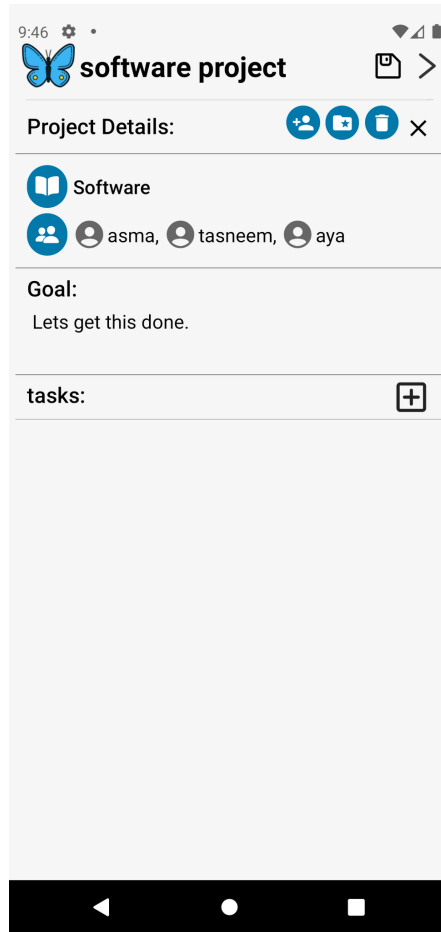 9:46
software project
Project Details:
Software
asma, tasneem, aya
Goal:
Lets get this done.
tasks: